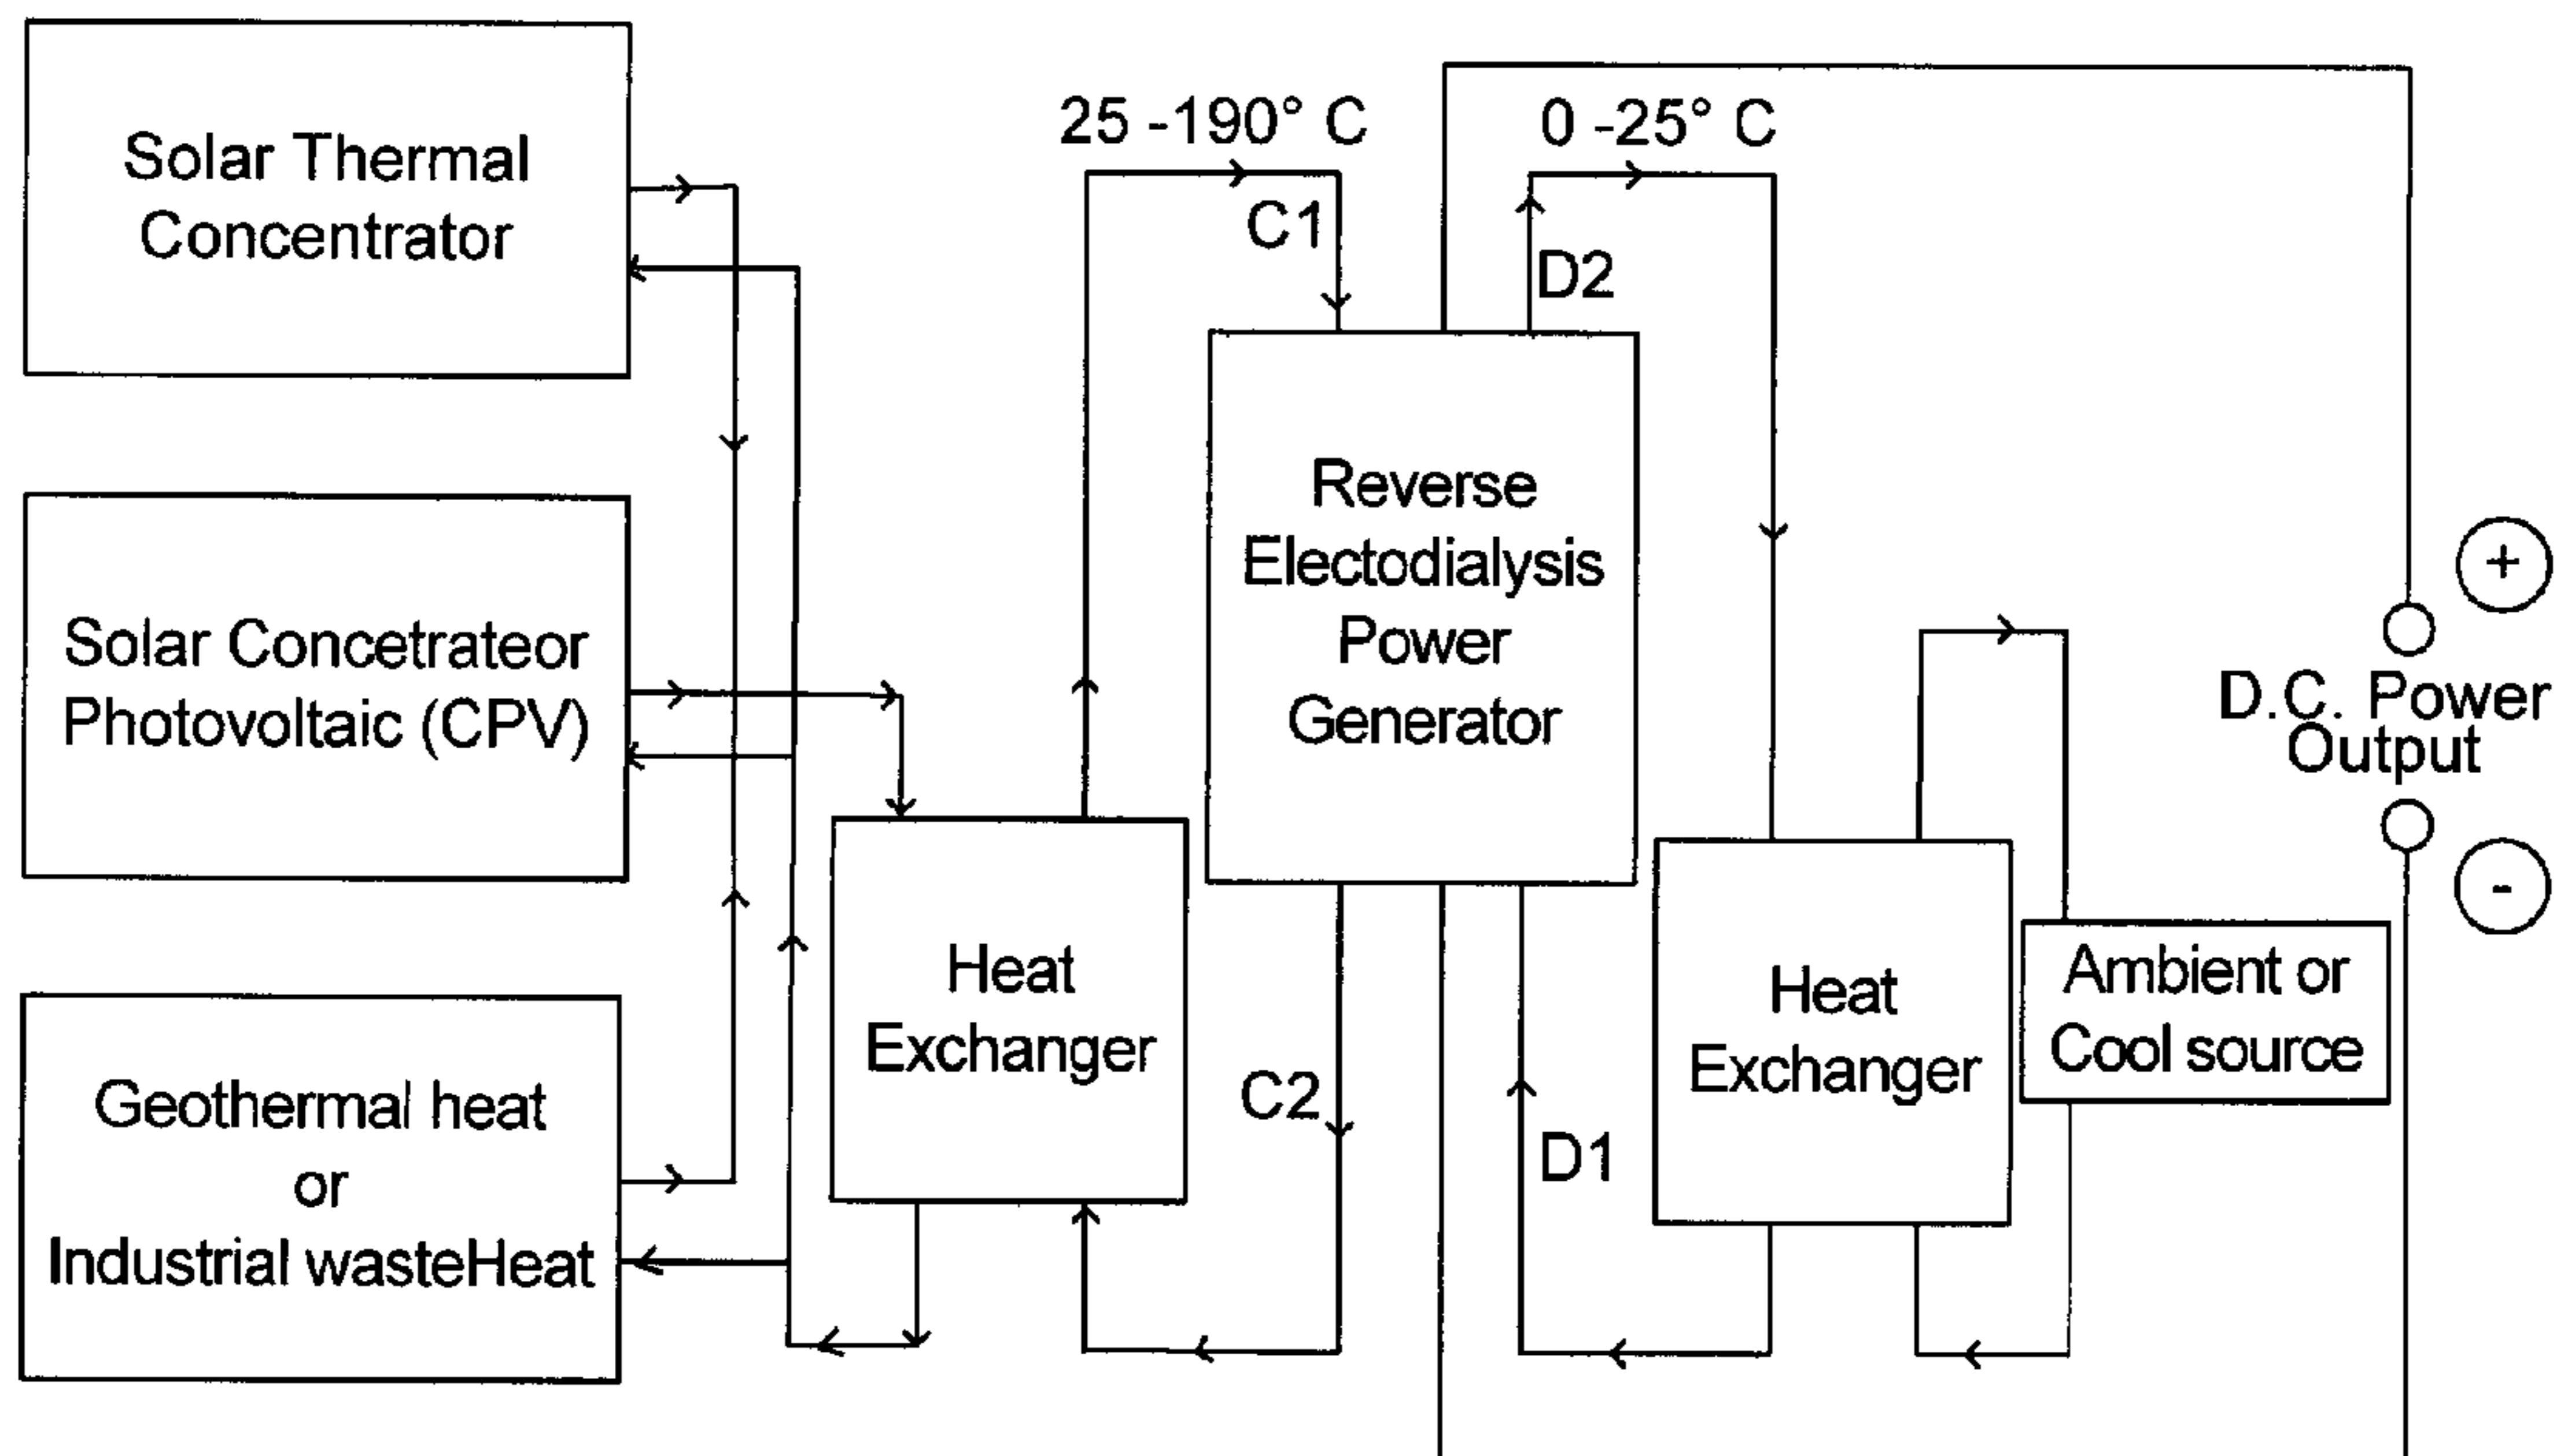 Solar Thermal
Concentrator
25 -190° C
0 -25° C
C1
D2
Reverse
Electodialysis
Power
Generator
Solar Concetrateor
Photovoltaic (CPV)
+
D.C. Power
Output
-
Heat
Exchanger
Heat
Exchanger
Ambient or
Cool source
C2
D1
Geothermal heat
or
Industrial wasteHeat